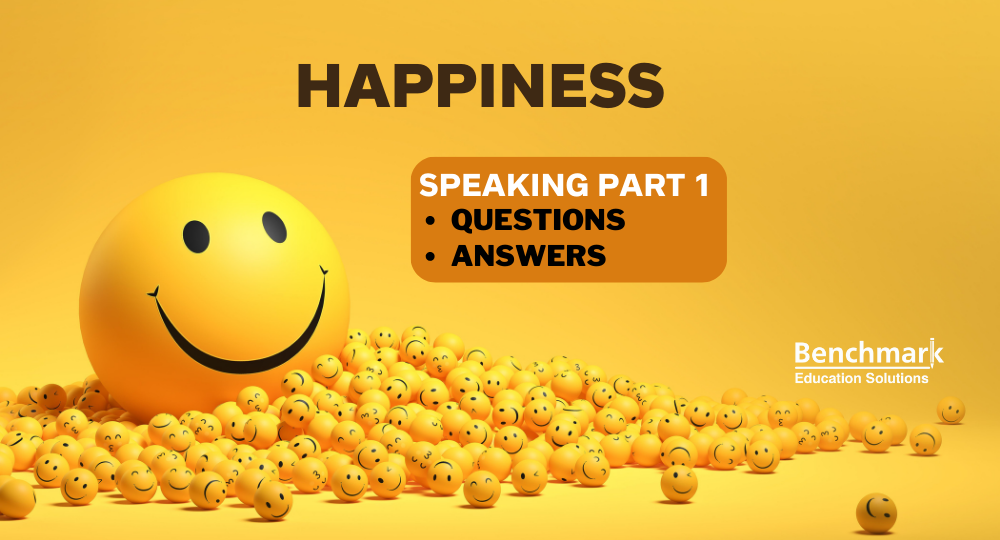 HAPPINESS
SPEAKING PART 1
• QUESTIONS
• ANSWERS
Benchmark
Education Solutions